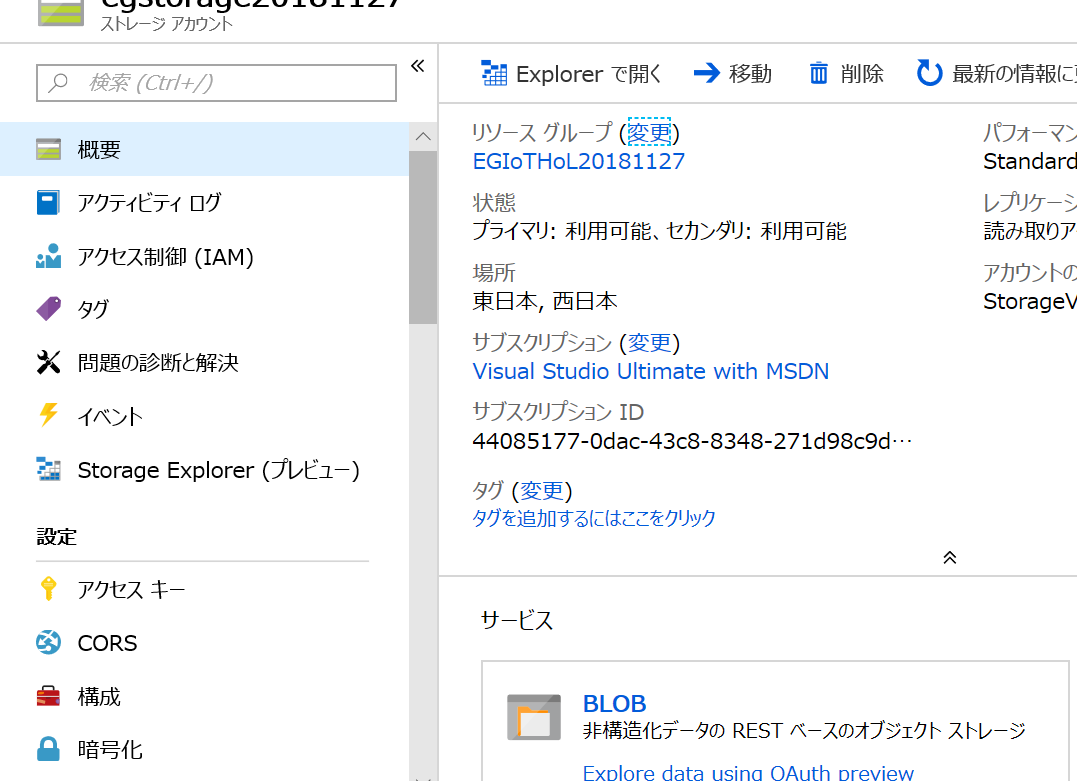 egstorage20181127
ストレージ アカウント
検索 (Ctrl+/)
概要
アクティビティ ログ
アクセス制御 (IAM)
タグ
問題の診断と解決
イベント
Storage Explorer (プレビュー)
設定
アクセス キー
CORS
構成
暗号化
Explorer で開く 移動 削除 最新の情報に
リソース グループ (変更)
EGIoTHoL20181127
状態
プライマリ: 利用可能、セカンダリ: 利用可能
場所
東日本, 西日本
サブスクリプション (変更)
Visual Studio Ultimate with MSDN
サブスクリプション ID
44085177-0dac-43c8-8348-271d98c9d…
タグ (変更)
タグを追加するにはここをクリック
パフォーマン
Standard
レプリケーシ
読み取りア
アカウントの
StorageV
サービス
BLOB
非構造化データの REST ベースのオブジェクト ストレージ
Explore data using OAuth preview